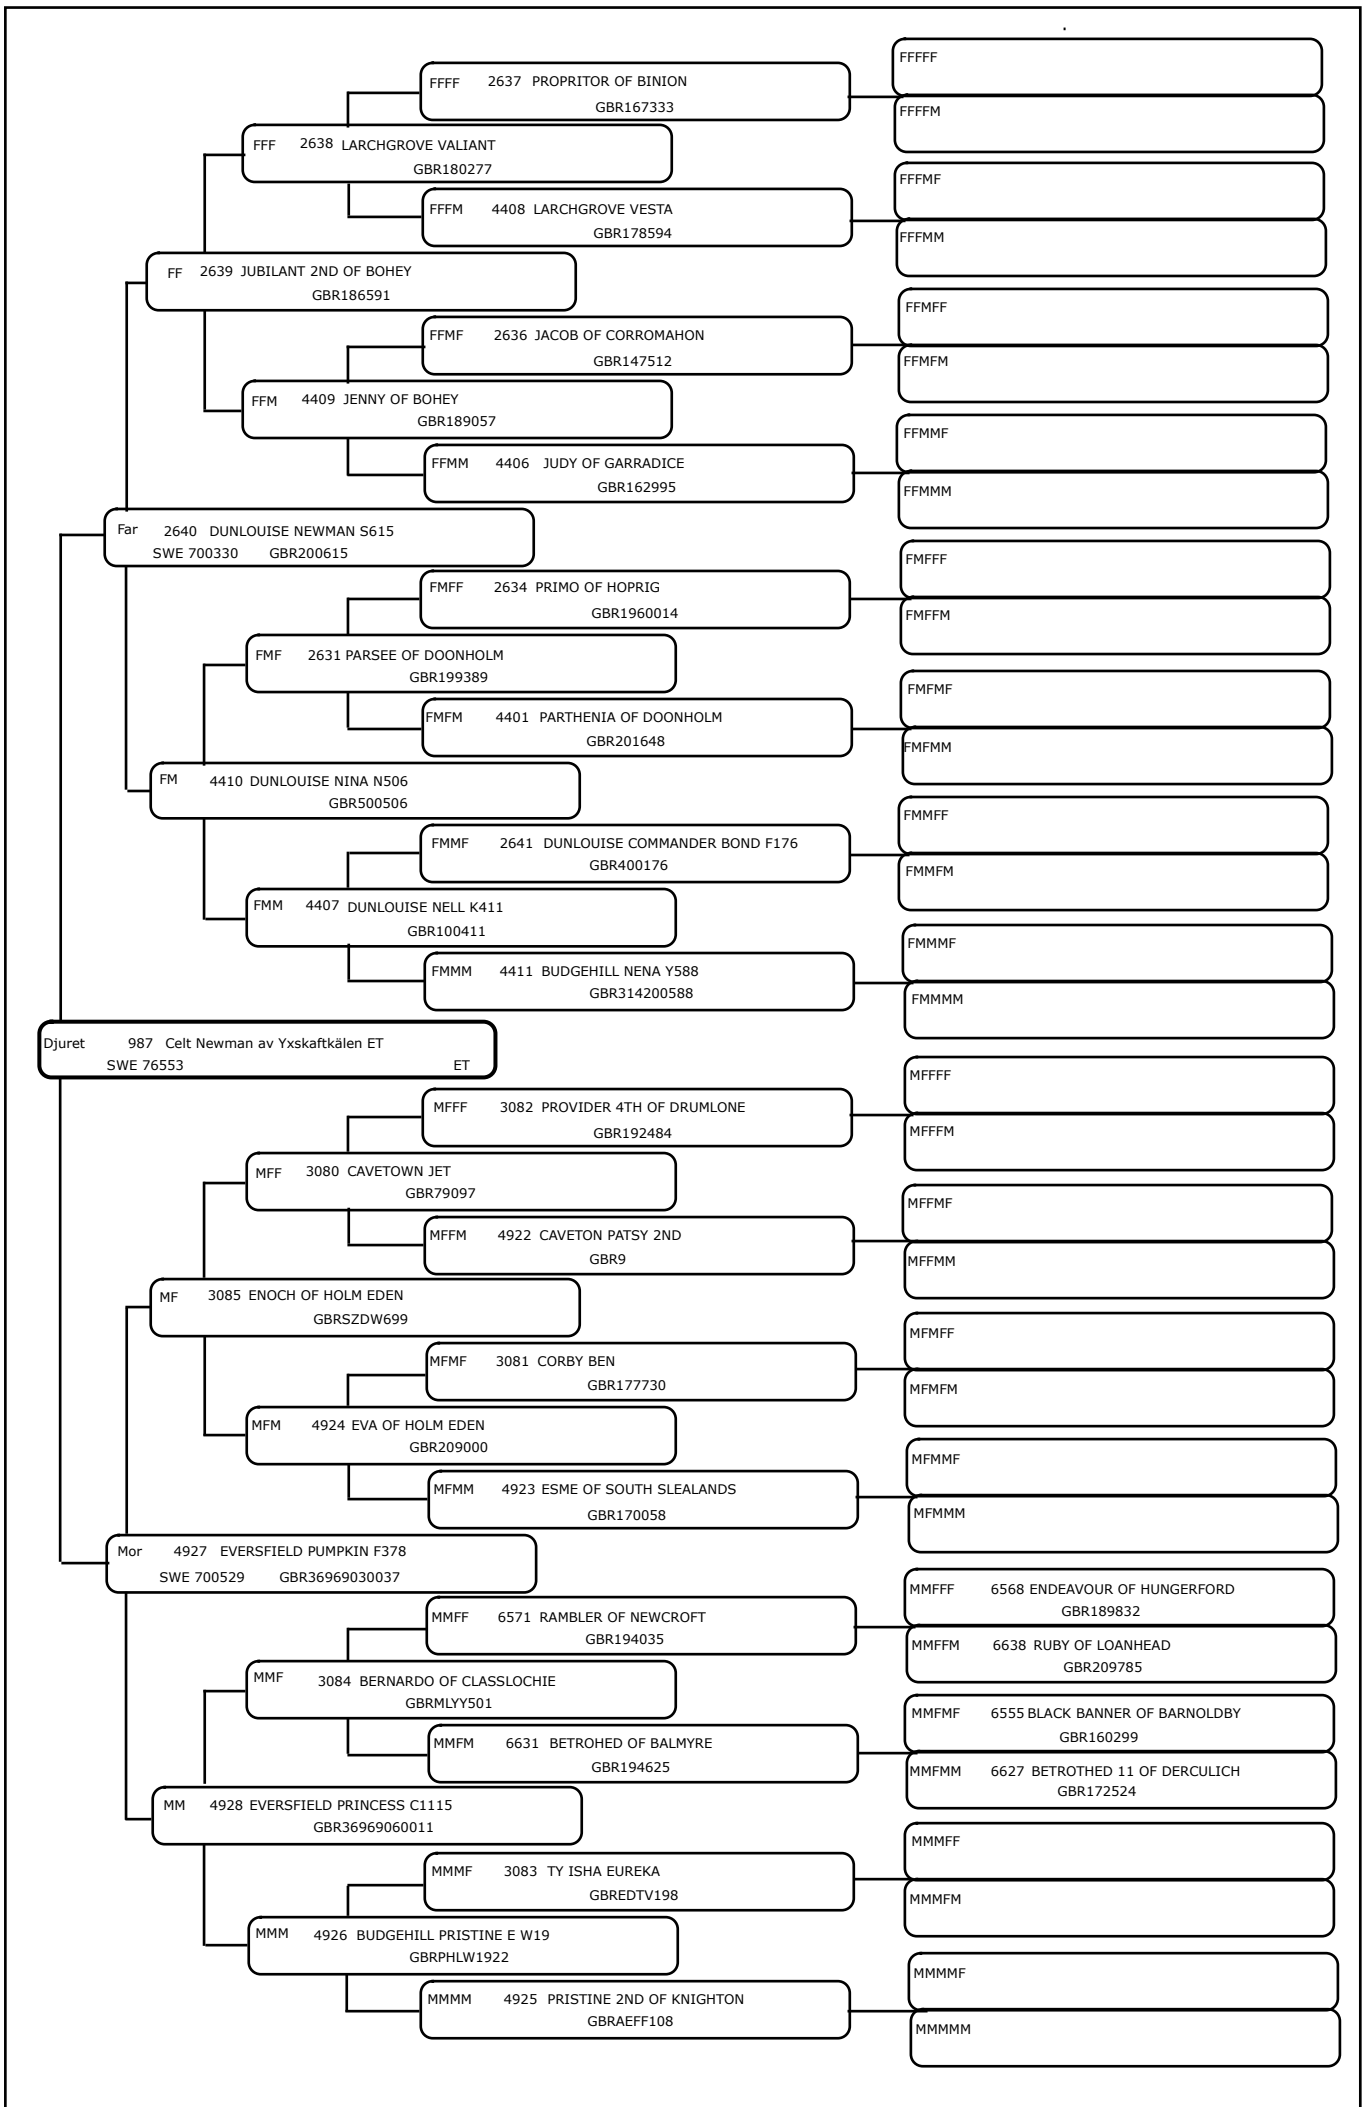 FFFFF
FFFF 2637 PROPRITOR OF BINION
GBR167333
FFFFM
FFF 2638 LARCHGROVE VALIANT
GBR180277
FFFMF
FFFM 4408 LARCHGROVE VESTA
GBR178594
FFFMM
FF 2639 JUBILANT 2ND OF BOHEY
GBR186591
FFMFF
FFMF 2636 JACOB OF CORROMAHON
GBR147512
FFMFM
FFM 4409 JENNY OF BOHEY
GBR189057
FFMMF
FFMM 4406 JUDY OF GARRADICE
GBR162995
FFMMM
Far 2640 DUNLOUISE NEWMAN S615
SWE 700330 GBR200615
FMFFF
FMFF 2634 PRIMO OF HOPRIG
GBR1960014
FMFFM
FMF 2631 PARSEE OF DOONHOLM
GBR199389
FMFMF
FMFM 4401 PARTHENIA OF DOONHOLM
GBR201648
FMFMM
FM 4410 DUNLOUISE NINA N506
GBR500506
FMMFF
FMMF 2641 DUNLOUISE COMMANDER BOND F176
GBR400176
FMMFM
FMM 4407 DUNLOUISE NELL K411
GBR100411
FMMMF
FMMM 4411 BUDGEHILL NENA Y588
GBR314200588
FMMMM
Djuret 987 Celt Newman av Yxskaftkälen ET
SWE 76553 ET
MFFFF
MFFF 3082 PROVIDER 4TH OF DRUMLONE
GBR192484
MFFFM
MFF 3080 CAVETOWN JET
GBR79097
MFFMF
MFFM 4922 CAVETON PATSY 2ND
GBR9
MFFMM
MF 3085 ENOCH OF HOLM EDEN
GBRSZDW699
MFMFF
MFMF 3081 CORBY BEN
GBR177730
MFMFM
MFM 4924 EVA OF HOLM EDEN
GBR209000
MFMMF
MFMM 4923 ESME OF SOUTH SLEALANDS
GBR170058
MFMMM
Mor 4927 EVERSFIELD PUMPKIN F378
SWE 700529 GBR36969030037
MMFFF 6568 ENDEAVOUR OF HUNGERFORD
GBR189832
MMFF 6571 RAMBLER OF NEWCROFT
GBR194035
MMFFM 6638 RUBY OF LOANHEAD
GBR209785
MMF 3084 BERNARDO OF CLASSLOCHIE
GBRMLYY501
MMFMF 6555 BLACK BANNER OF BARNOLDBY
GBR160299
MMFM 6631 BETROHED OF BALMYRE
GBR194625
MMFMM 6627 BETROTHED 11 OF DERCULICH
GBR172524
MM 4928 EVERSFIELD PRINCESS C1115
GBR36969060011
MMMFF
MMMF 3083 TY ISHA EUREKA
GBREDTV198
MMMFM
MMM 4926 BUDGEHILL PRISTINE E W19
GBRPHLW1922
MMMMF
MMMM 4925 PRISTINE 2ND OF KNIGHTON
GBRAEFF108
MMMMM